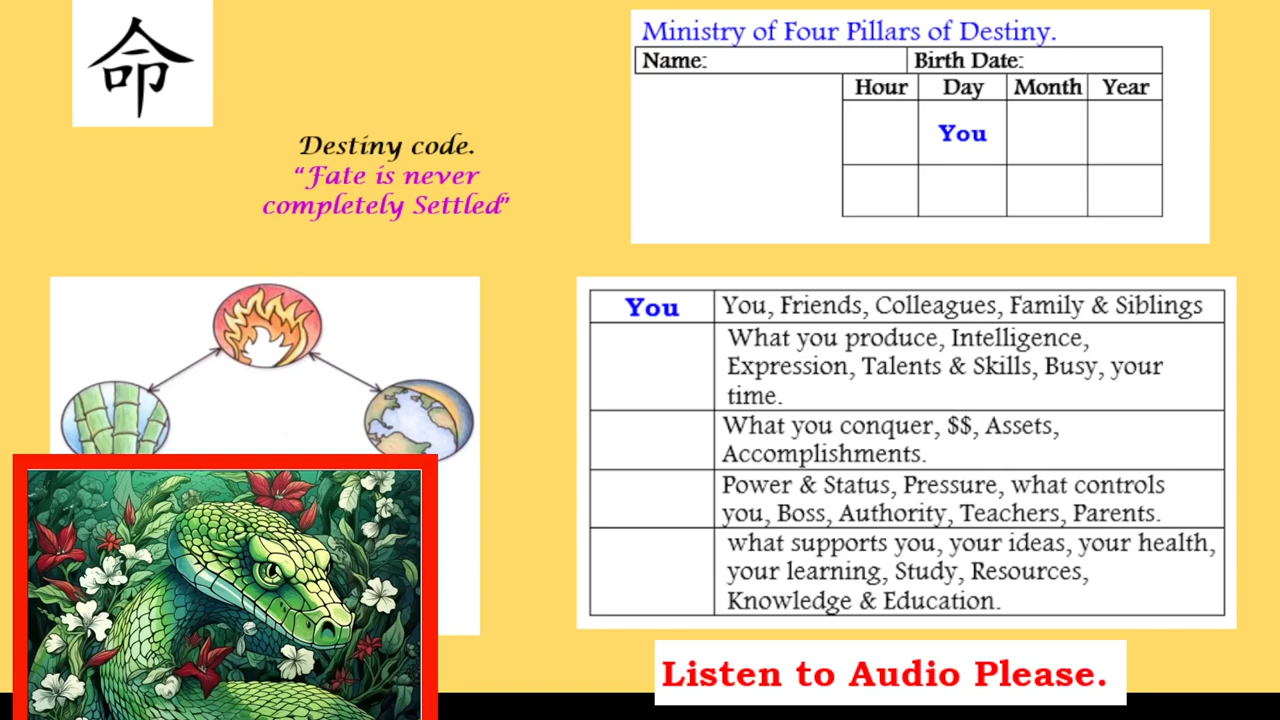 命
Destiny code.
“Fate is never
completely Settled”
Ministry of Four Pillars of Destiny.
Name: Birth Date:
Hour Day Month Year
You
You You, Friends, Colleagues, Family & Siblings
What you produce, Intelligence,
Expression, Talents & Skills, Busy, your
time.
What you conquer, $$, Assets,
Accomplishments.
Power & Status, Pressure, what controls
you, Boss, Authority, Teachers, Parents.
what supports you, your ideas, your health,
your learning, Study, Resources,
Knowledge & Education.
Listen to Audio Please.